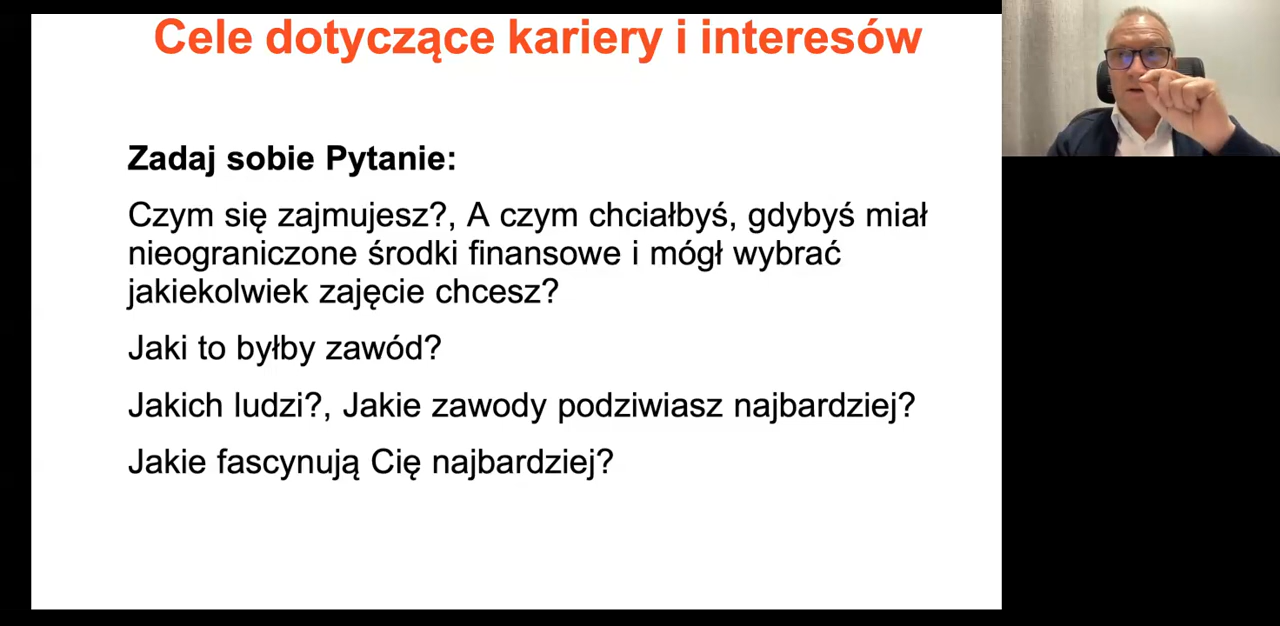 Cele dotyczące kariery i interesów
Zadaj sobie Pytanie:
Czym się zajmujesz?, A czym chciałbyś, gdybyś miał
nieograniczone środki finansowe i mógł wybrać
jakiekolwiek zajęcie chcesz?
Jaki to byłby zawód?
Jakich ludzi?, Jakie zawody podziwiasz najbardziej?
Jakie fascynują Cię najbardziej?